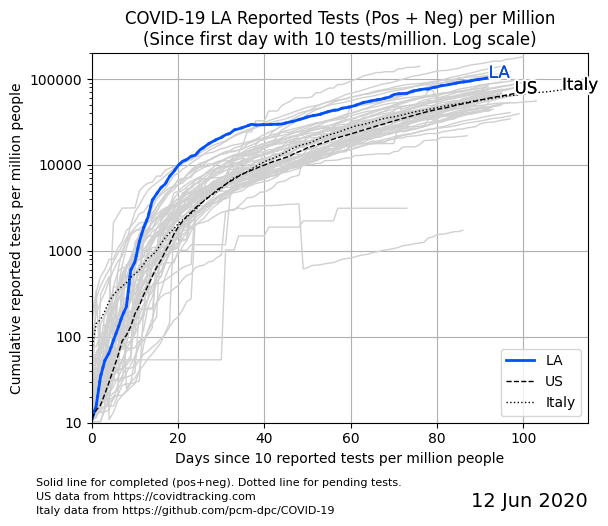 COVID-19 LA Reported Tests (Pos + Neg) per Million
(Since first day with 10 tests/million. Log scale)
Cumulative reported tests per million people
100000
10000
1000
100
10
LA
US
Italy
LA
US
Italy
0 20 40 60 80 100
Days since 10 reported tests per million people
Solid line for completed (pos+neg). Dotted line for pending tests.
US data from https://covidtracking.com
Italy data from https://github.com/pcm-dpc/COVID-19
12 Jun 2020